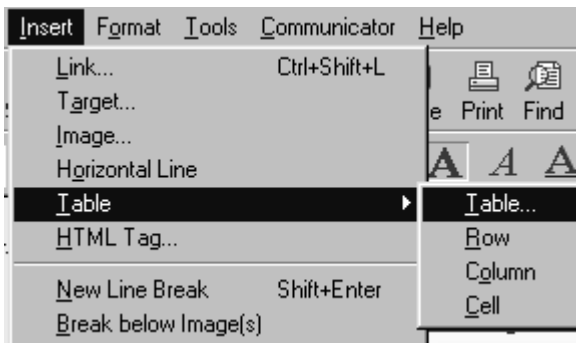 Insert Format Tools Communicator Help
Link... Ctrl+Shift+L
Target...
Image...
Horizontal Line
Table
HTML Tag...
New Line Break Shift+Enter
Break below Image(s)
Print Find
A A A
Table...
Row
Column
Cell